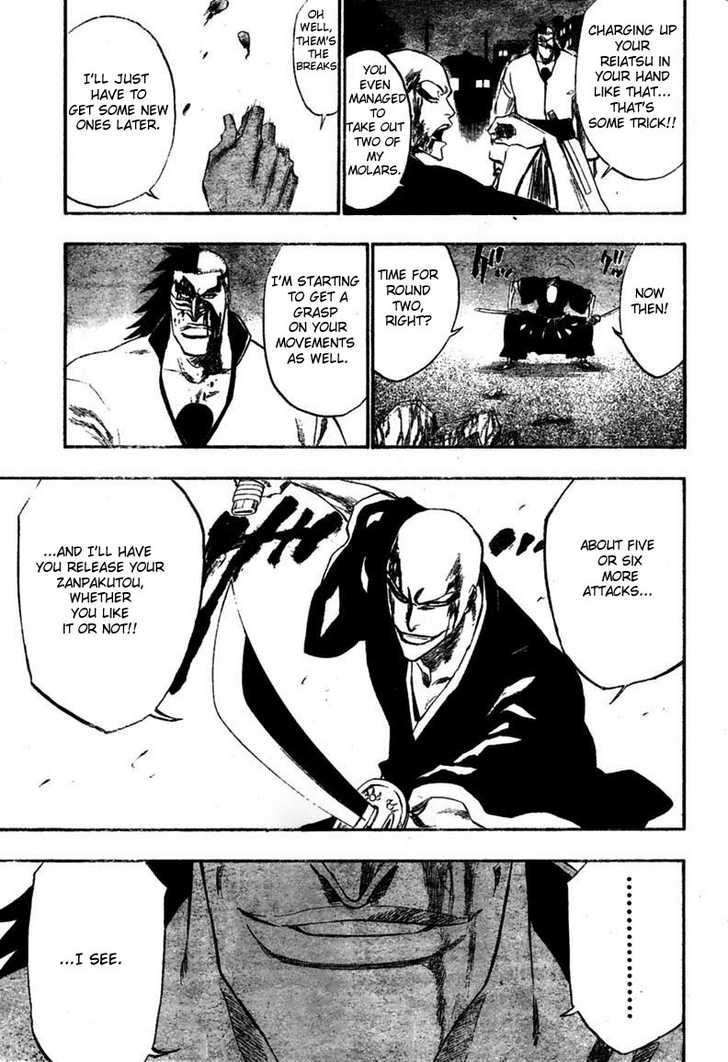 CHARGING UP
YOUR
REIATSU IN
YOUR HAND
LIKE THAT...
THAT'S
SOME TRICK!!
YOU
EVEN
MANAGED
TO
TAKE OUT
TWO OF
MY
MOLARS.
OH
WELL,
THEM'S
THE
BREAKS
I'LL JUST
HAVE TO
GET SOME NEW
ONES LATER.
NOW
THEN!
TIME FOR
ROUND
TWO,
RIGHT?
I'M STARTING
TO GET A
GRASP
ON YOUR
MOVEMENTS
AS WELL.
ABOUT FIVE
OR SIX
MORE
ATTACKS...
...AND I'LL HAVE
YOU RELEASE YOUR
ZANPAKUTOU,
WHETHER
YOU LIKE
IT OR NOT!!
...........
...I SEE.